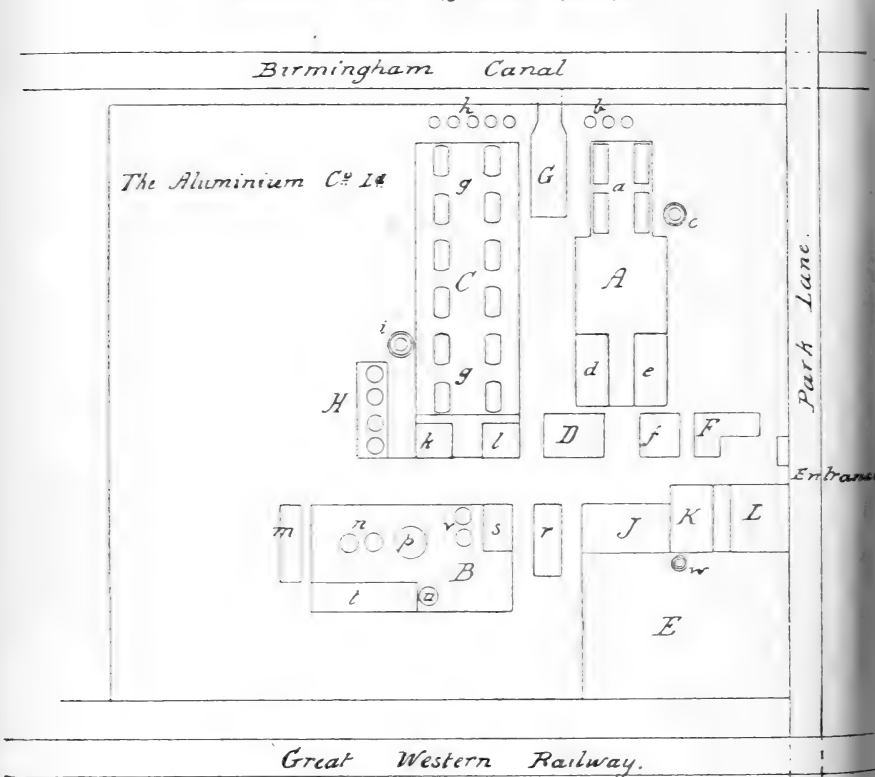 Birmingham Canal
h
b
The Aluminium Cº Lᵈ
g
G
a
c
C
A
Park Lane.
i
g
d
e
H
k
l
D
f
F
Entrance
m
n
p
v
s
r
J
K
L
B
w
t
E
Great Western Railway.